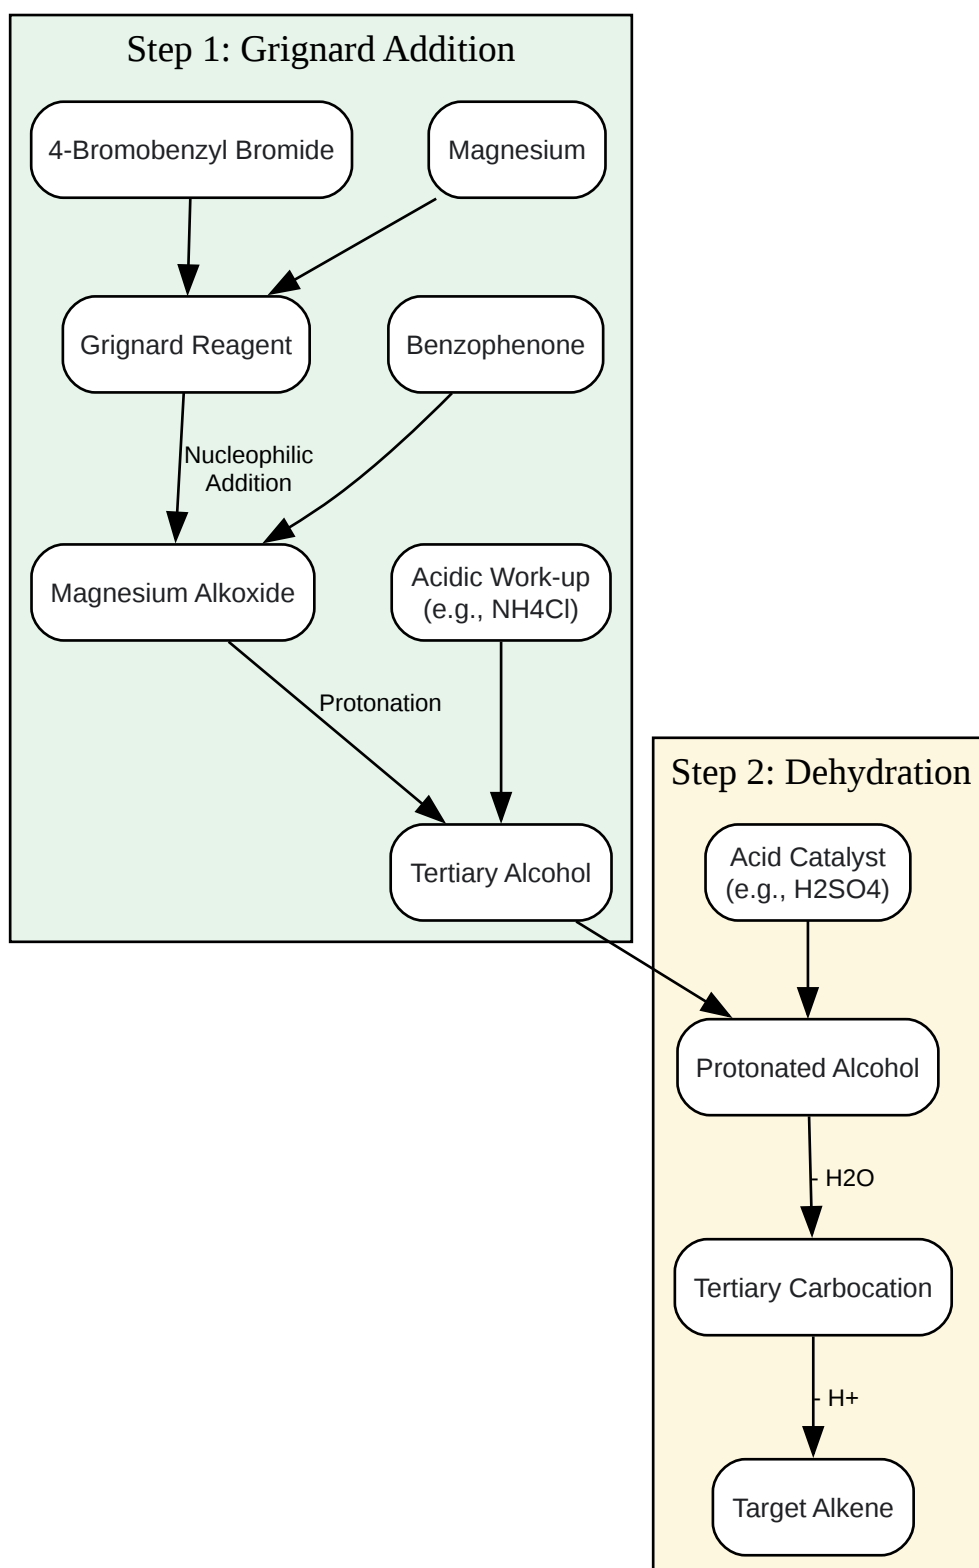 Step 1: Grignard Addition
4-Bromobenzyl Bromide
Magnesium
Grignard Reagent
Benzophenone
Nucleophilic
Addition
Magnesium Alkoxide
Acidic Work-up
(e.g., NH4Cl)
Protonation
Tertiary Alcohol
Step 2: Dehydration
Acid Catalyst
(e.g., H2SO4)
Protonated Alcohol
- H2O
Tertiary Carbocation
- H+
Target Alkene